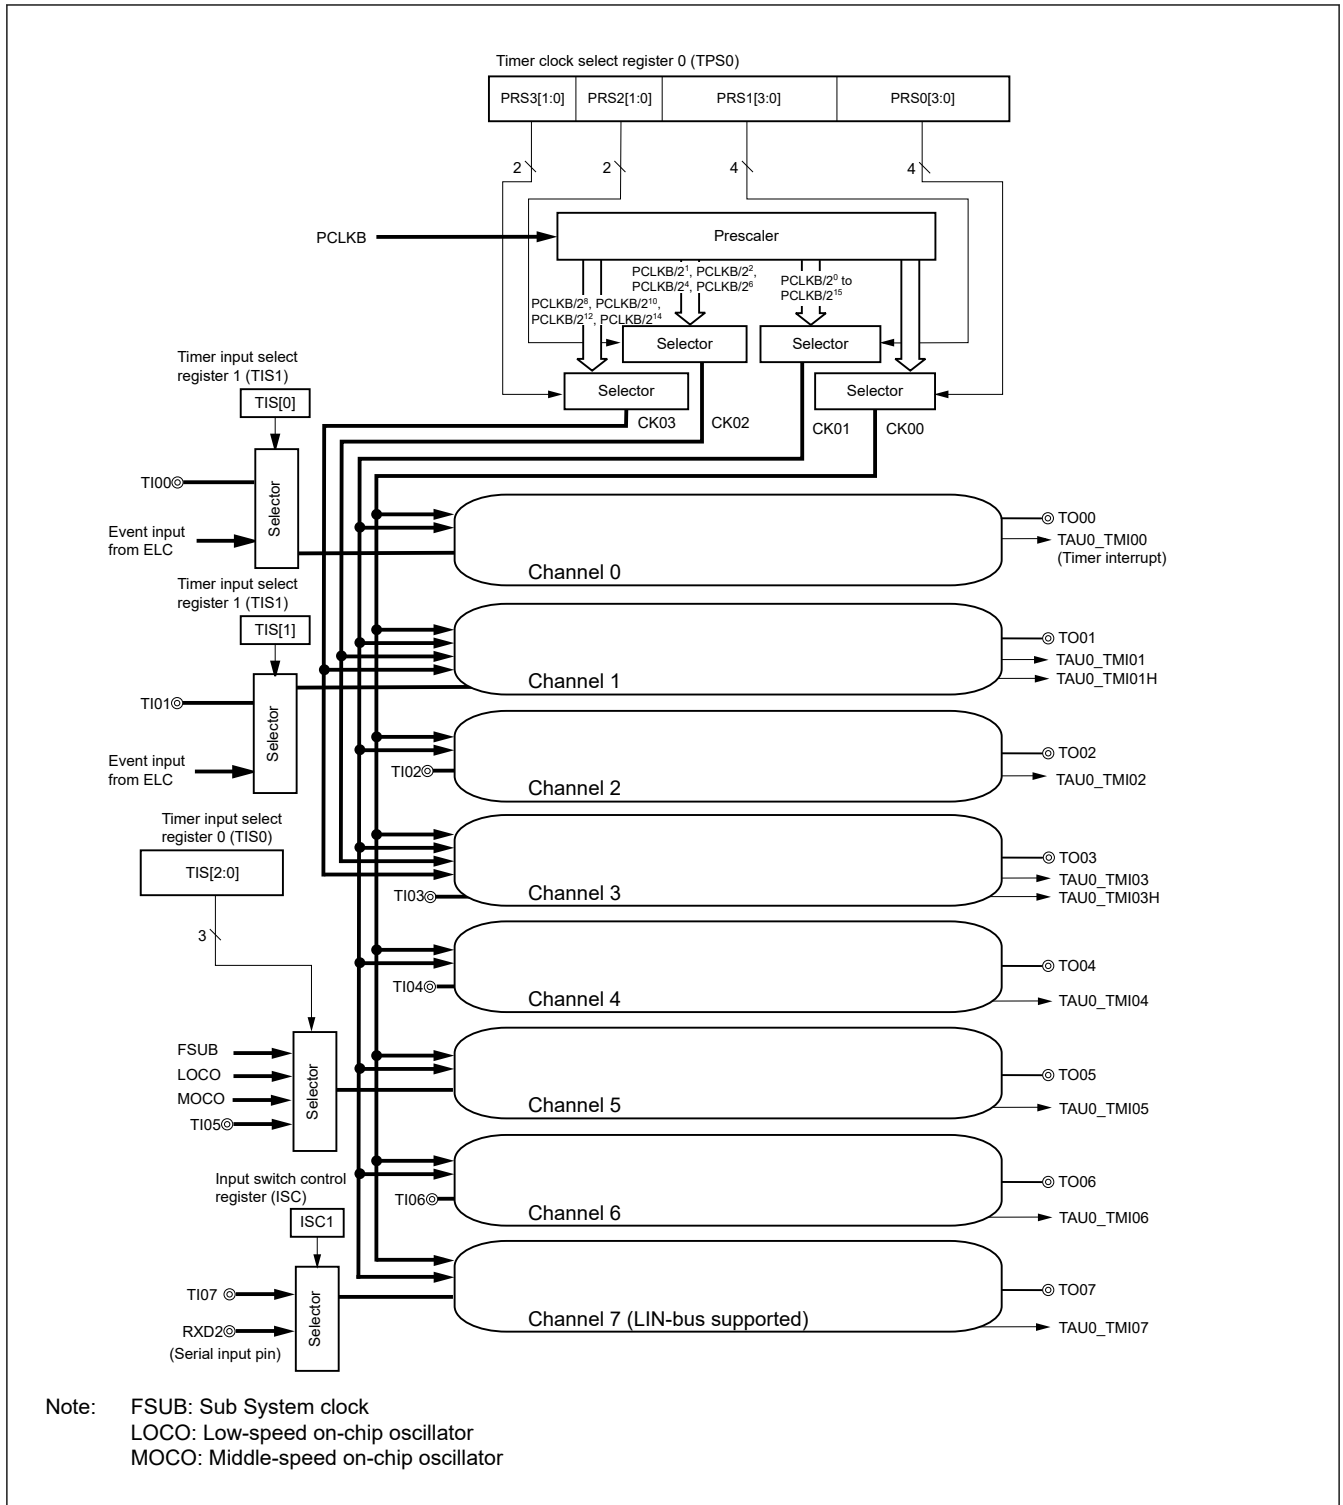 Timer clock select register 0 (TPS0)
PRS3[1:0] PRS2[1:0] PRS1[3:0] PRS0[3:0]
2 2 4 4
PCLKB
Prescaler
PCLKB/2¹, PCLKB/2²,
PCLKB/2⁴, PCLKB/2⁶
PCLKB/2⁰ to
PCLKB/2¹⁵
PCLKB/2⁸, PCLKB/2¹⁰,
PCLKB/2¹², PCLKB/2¹⁴
Selector Selector
Selector Selector
CK03 CK02 CK01 CK00
Timer input select
register 1 (TIS1)
TIS[0]
TI00
Selector
Event input
from ELC
Channel 0
TO00
TAU0_TMI00
(Timer interrupt)
Timer input select
register 1 (TIS1)
TIS[1]
TI01
Selector
Event input
from ELC
Channel 1
TO01
TAU0_TMI01
TAU0_TMI01H
TI02
Channel 2
TO02
TAU0_TMI02
Timer input select
register 0 (TIS0)
TIS[2:0]
3
TI03
Channel 3
TO03
TAU0_TMI03
TAU0_TMI03H
TI04
Channel 4
TO04
TAU0_TMI04
FSUB
LOCO
MOCO
TI05
Selector
Channel 5
TO05
TAU0_TMI05
TI06
Channel 6
TO06
TAU0_TMI06
Input switch control
register (ISC)
ISC1
TI07
RXD2
(Serial input pin)
Selector
Channel 7 (LIN-bus supported)
TO07
TAU0_TMI07
Note: FSUB: Sub System clock
LOCO: Low-speed on-chip oscillator
MOCO: Middle-speed on-chip oscillator